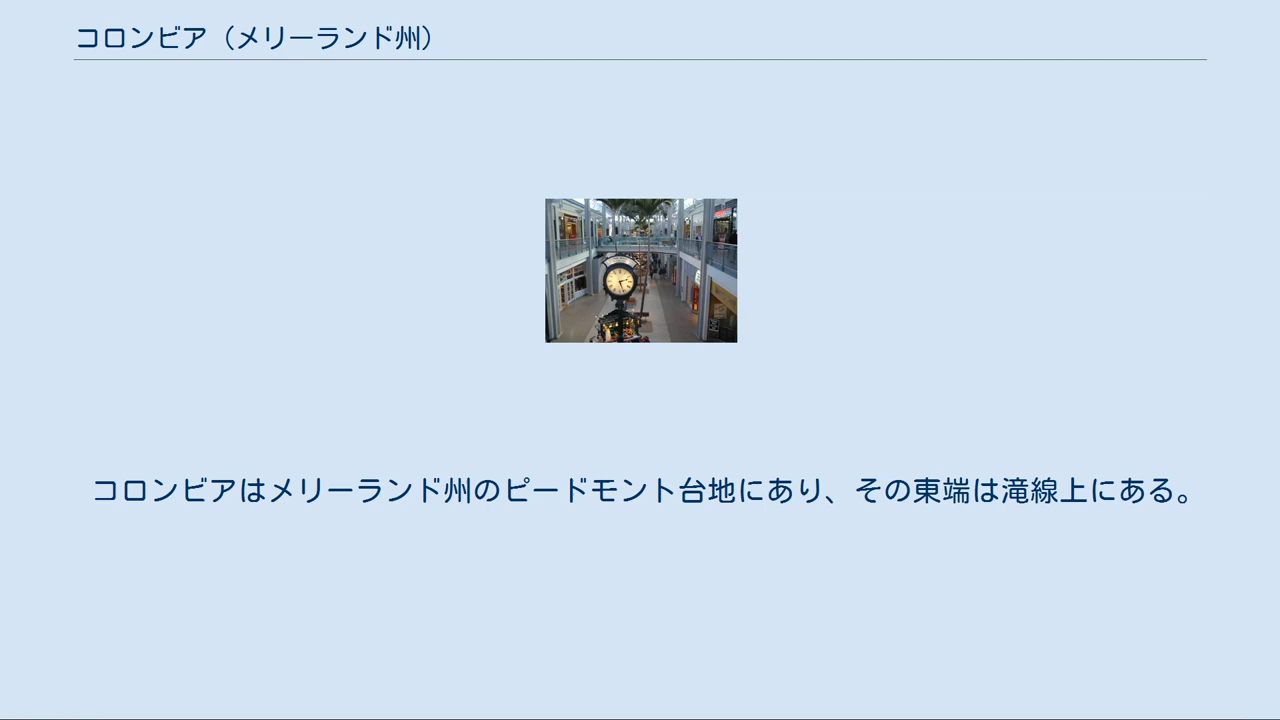 コロンビア（メリーランド州）
コロンビアはメリーランド州のピードモント台地にあり、その東端は滝線上にある。